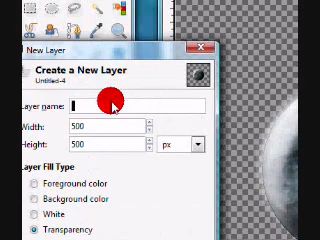 New Layer
Create a New Layer
Untitled-4
Layer name:
Width: 500
Height: 500 px
Layer Fill Type
Foreground color
Background color
White
Transparency